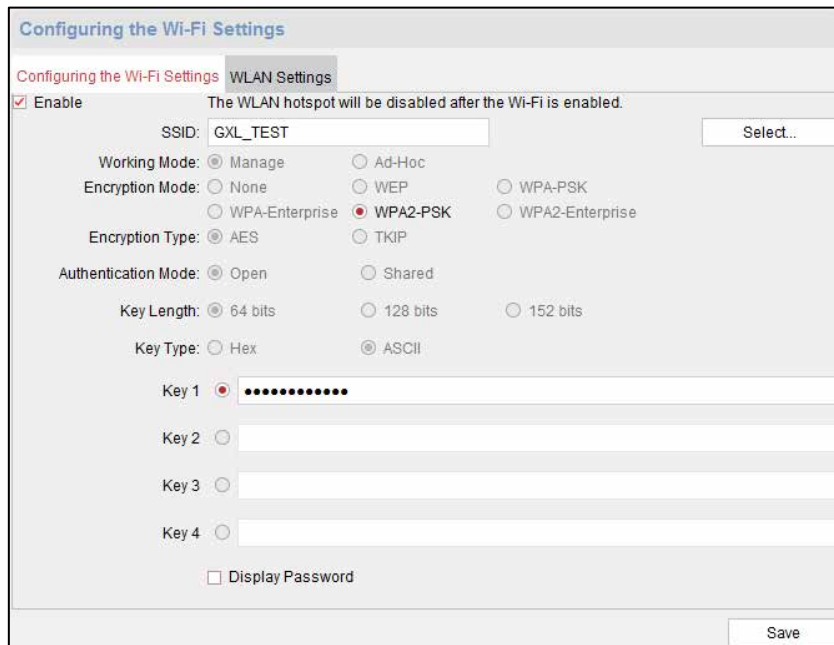 Configuring the Wi-Fi Settings
Configuring the Wi-Fi Settings WLAN Settings
Enable The WLAN hotspot will be disabled after the Wi-Fi is enabled.
SSID: GXL_TEST Select...
Working Mode: Manage Ad-Hoc
Encryption Mode: None WEP WPA-PSK
WPA-Enterprise WPA2-PSK WPA2-Enterprise
Encryption Type: AES TKIP
Authentication Mode: Open Shared
Key Length: 64 bits 128 bits 152 bits
Key Type: Hex ASCII
Key 1 ●●●●●●●●●●●●
Key 2
Key 3
Key 4
Display Password
Save